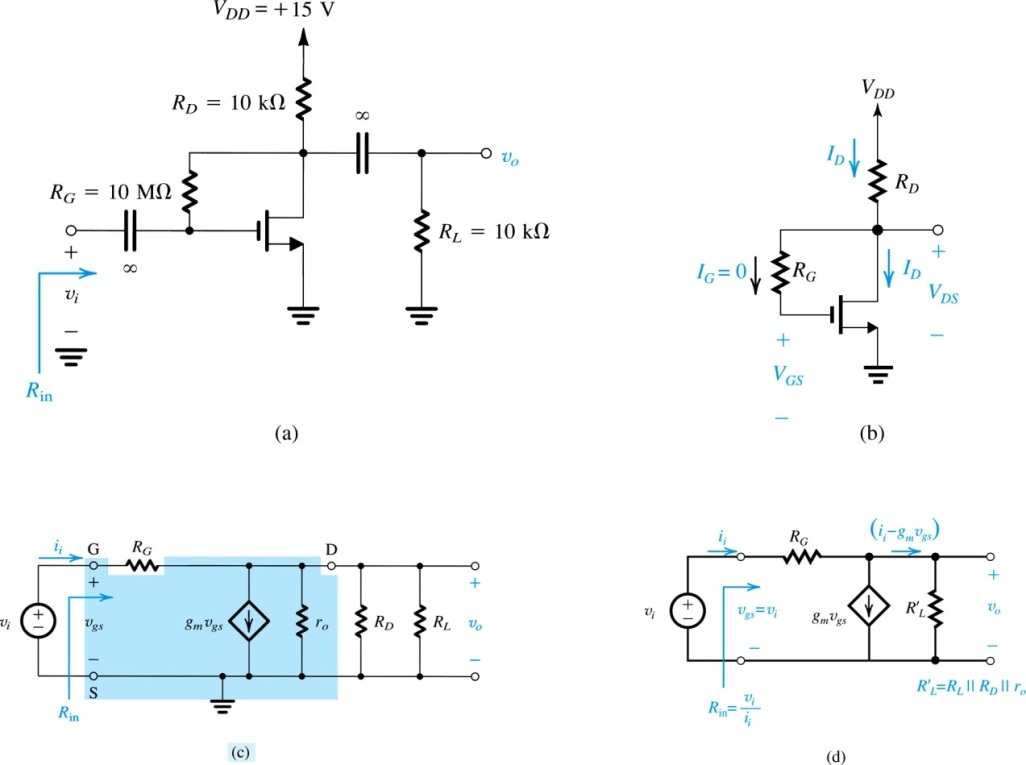 V_DD = +15 V
R_D = 10 kΩ
∞
v_o
R_G = 10 MΩ
R_L = 10 kΩ
+
∞
v_i
−
R_in
(a)
V_DD
I_D
R_D
+
I_G = 0
R_G
I_D
V_DS
+
−
V_GS
−
(b)
i_i
G
R_G
D
+
+
v_i
+
−
v_gs
g_m v_gs
r_o
R_D
R_L
v_o
−
−
S
R_in
(c)
i_i
R_G
(i_i−g_m v_gs)
+
v_i
+
−
v_gs=v_i
g_m v_gs
R'_L
v_o
−
−
R'_L=R_L || R_D || r_o
R_in= v_i / i_i
(d)